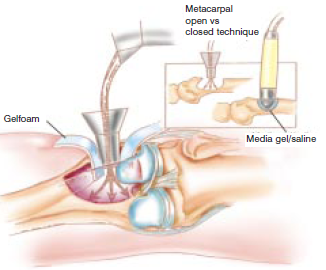 Metacarpal
open vs
closed technique
Gelfoam
Media gel/saline